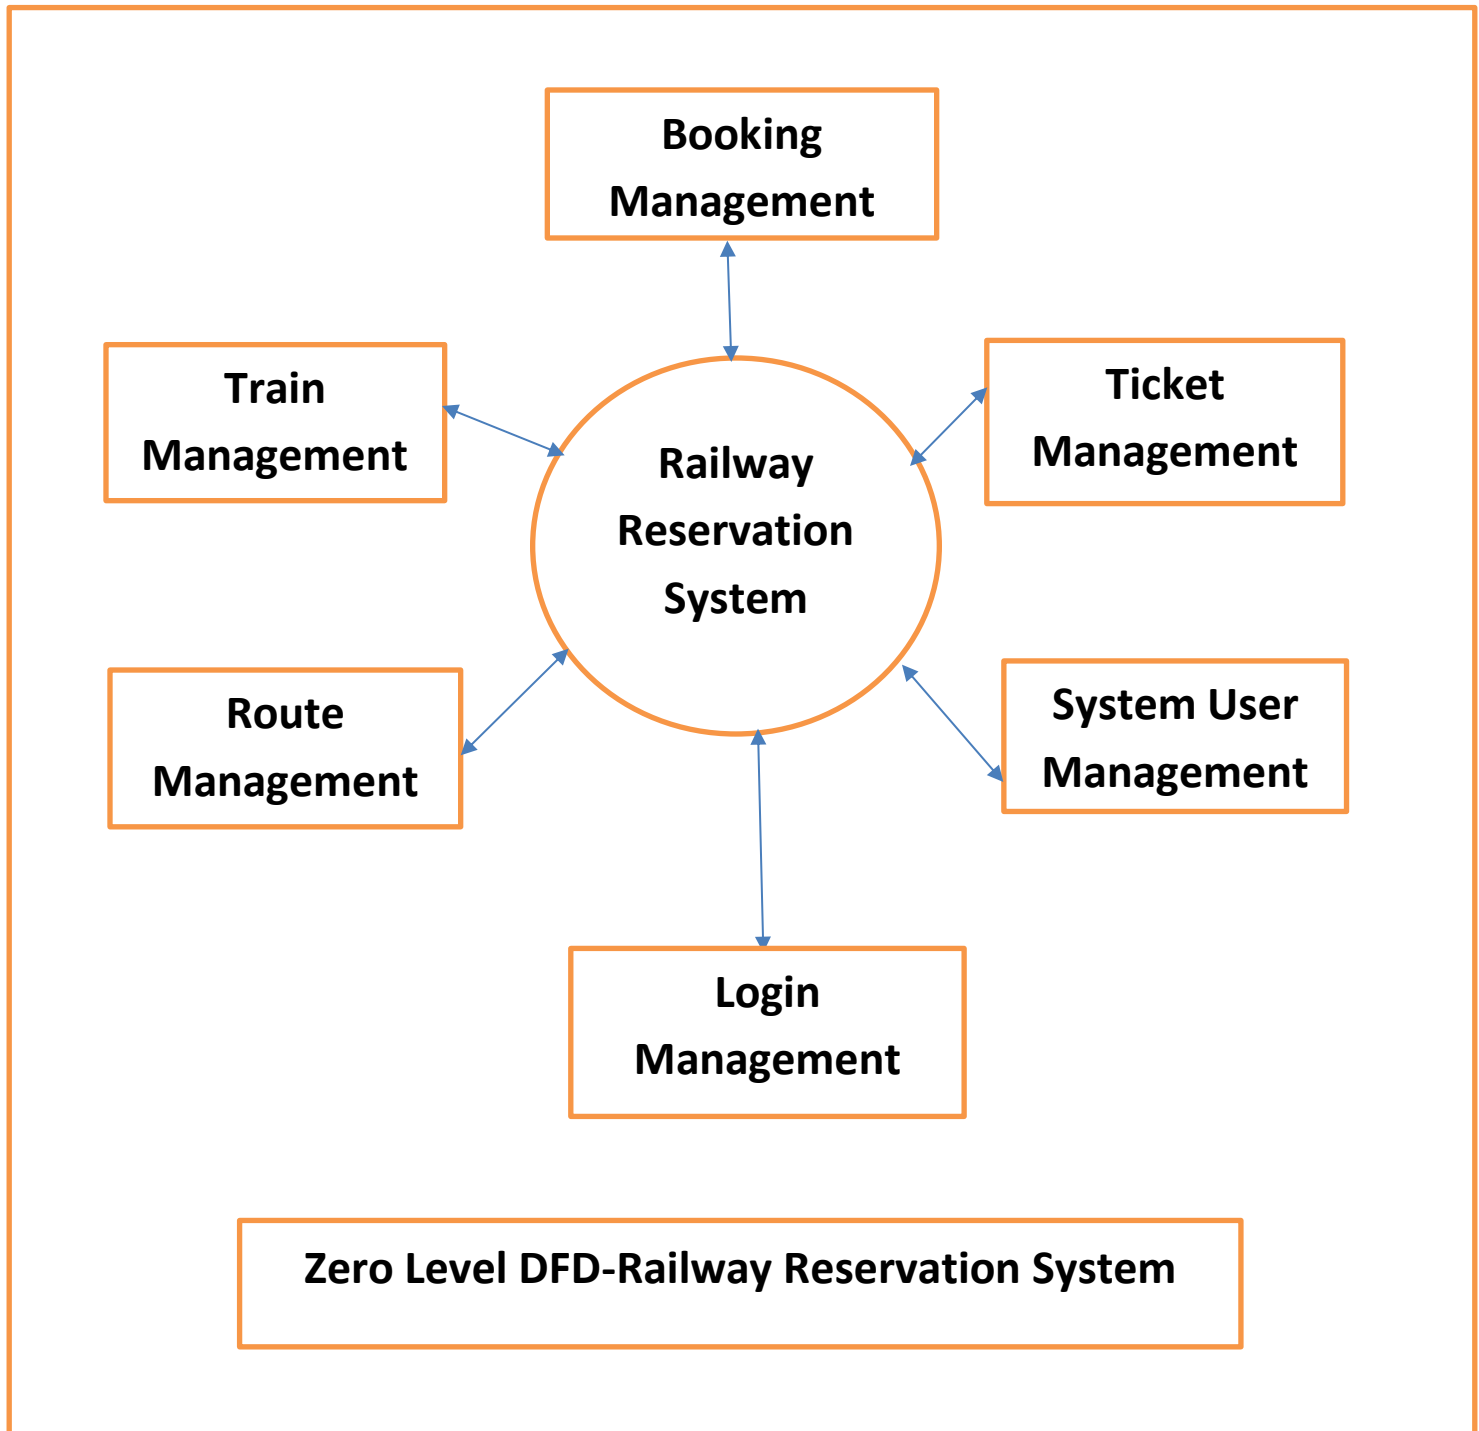 Booking
Management
Train
Management
Ticket
Management
Railway
Reservation
System
Route
Management
System User
Management
Login
Management
Zero Level DFD-Railway Reservation System